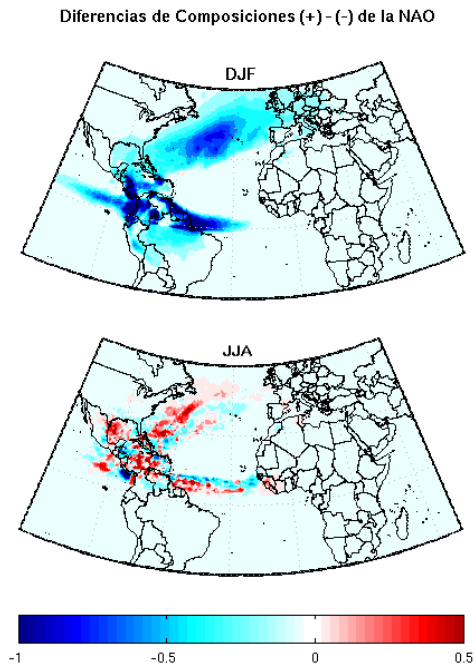 Diferencias de Composiciones (+) - (-) de la NAO
DJF
JJA
-1 -0.5 0 0.5